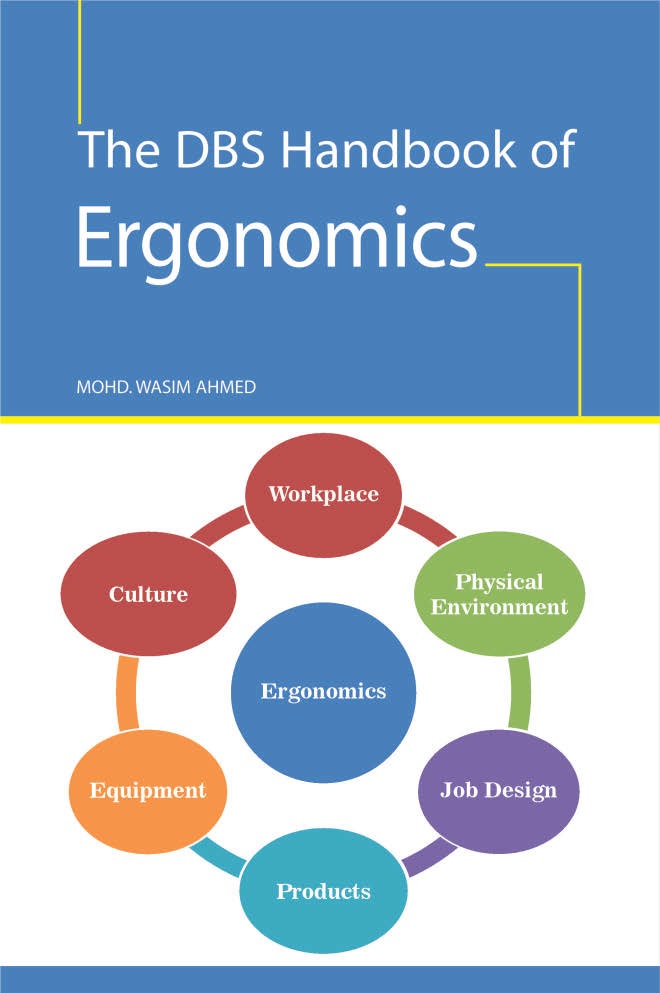 The DBS Handbook of
Ergonomics
MOHD. WASIM AHMED
Workplace
Culture
Physical
Environment
Ergonomics
Equipment
Job Design
Products